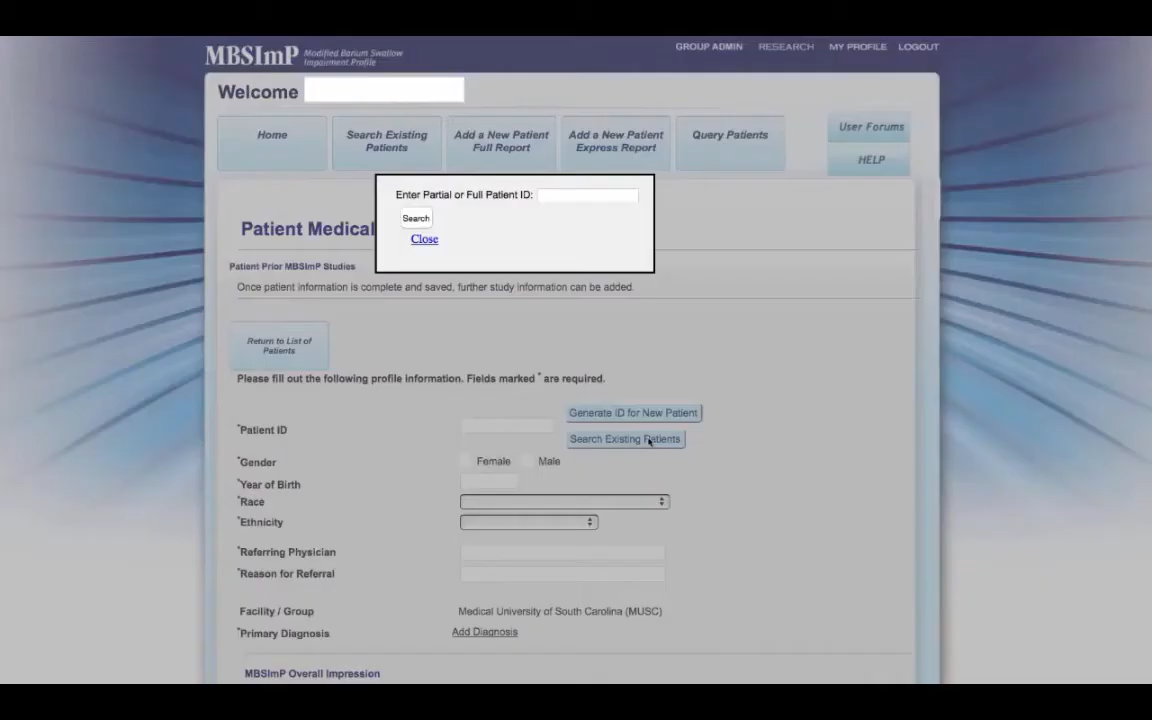 MBSImP Modified Barium Swallow
Impairment Profile
GROUP ADMIN RESEARCH MY PROFILE LOGOUT
Welcome
Home
Search Existing
Patients
Add a New Patient
Full Report
Add a New Patient
Express Report
Query Patients
User Forums
HELP
Enter Partial or Full Patient ID:
Search
Close
Patient Medical
Patient Prior MBSImP Studies
Once patient information is complete and saved, further study information can be added.
Return to List of
Patients
Please fill out the following profile information. Fields marked * are required.
*Patient ID
Generate ID for New Patient
Search Existing Patients
*Gender Female Male
*Year of Birth
*Race
*Ethnicity
*Referring Physician
*Reason for Referral
Facility / Group Medical University of South Carolina (MUSC)
*Primary Diagnosis Add Diagnosis
MBSImP Overall Impression